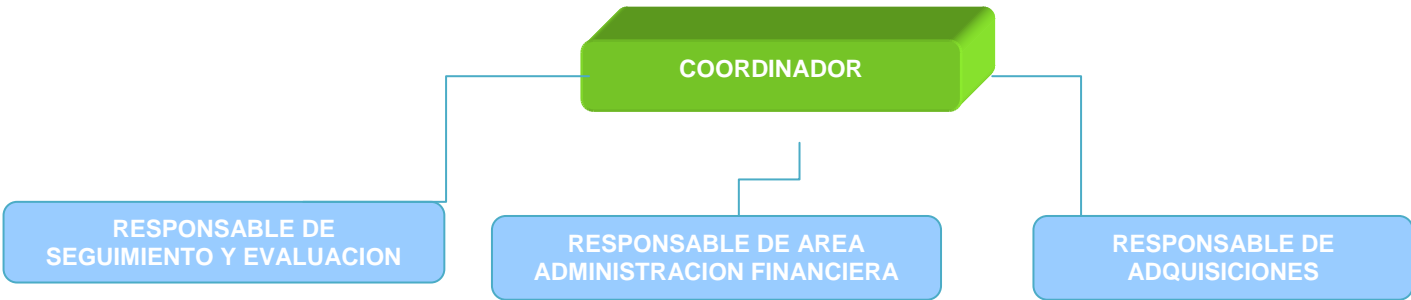 COORDINADOR
RESPONSABLE DE
SEGUIMIENTO Y EVALUACION
RESPONSABLE DE AREA
ADMINISTRACION FINANCIERA
RESPONSABLE DE
ADQUISICIONES